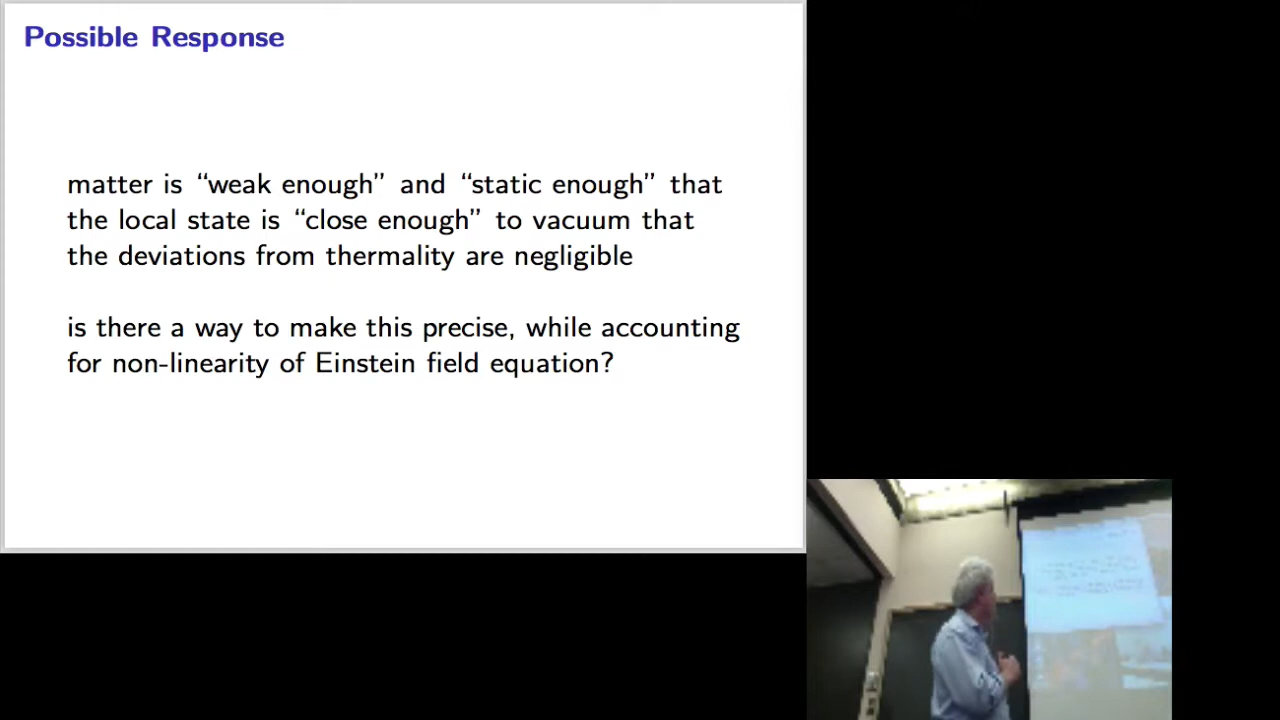 Possible Response
matter is “weak enough” and “static enough” that
the local state is “close enough” to vacuum that
the deviations from thermality are negligible
is there a way to make this precise, while accounting
for non-linearity of Einstein field equation?